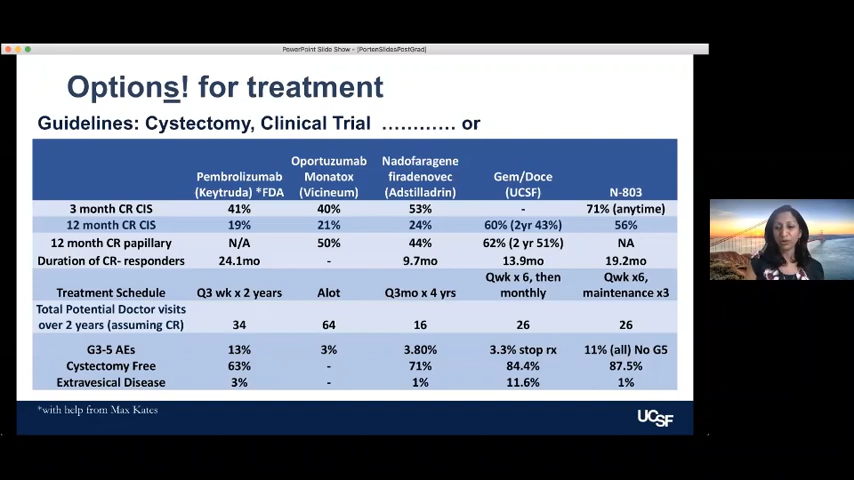 PowerPoint Slide Show - [PortenSlidesPostGrad]
Options! for treatment
Guidelines: Cystectomy, Clinical Trial ………… or
Pembrolizumab (Keytruda) *FDA
Oportuzumab Monatox (Vicineum)
Nadofaragene firadenovec (Adstiladrin)
Gem/Doce (UCSF)
N-803
3 month CR CIS 41% 40% 53% - 71% (anytime)
12 month CR CIS 19% 21% 24% 60% (2yr 43%) 56%
12 month CR papillary N/A 50% 44% 62% (2 yr 51%) NA
Duration of CR- responders 24.1mo - 9.7mo 13.9mo 19.2mo
Treatment Schedule Q3 wk x 2 years Alot Q3mo x 4 yrs Qwk x 6, then monthly Qwk x6, maintenance x3
Total Potential Doctor visits over 2 years (assuming CR) 34 64 16 26 26
G3-5 AEs 13% 3% 3.80% 3.3% stop rx 11% (all) No G5
Cystectomy Free 63% - 71% 84.4% 87.5%
Extravesical Disease 3% - 1% 11.6% 1%
*with help from Max Kates
UCSF